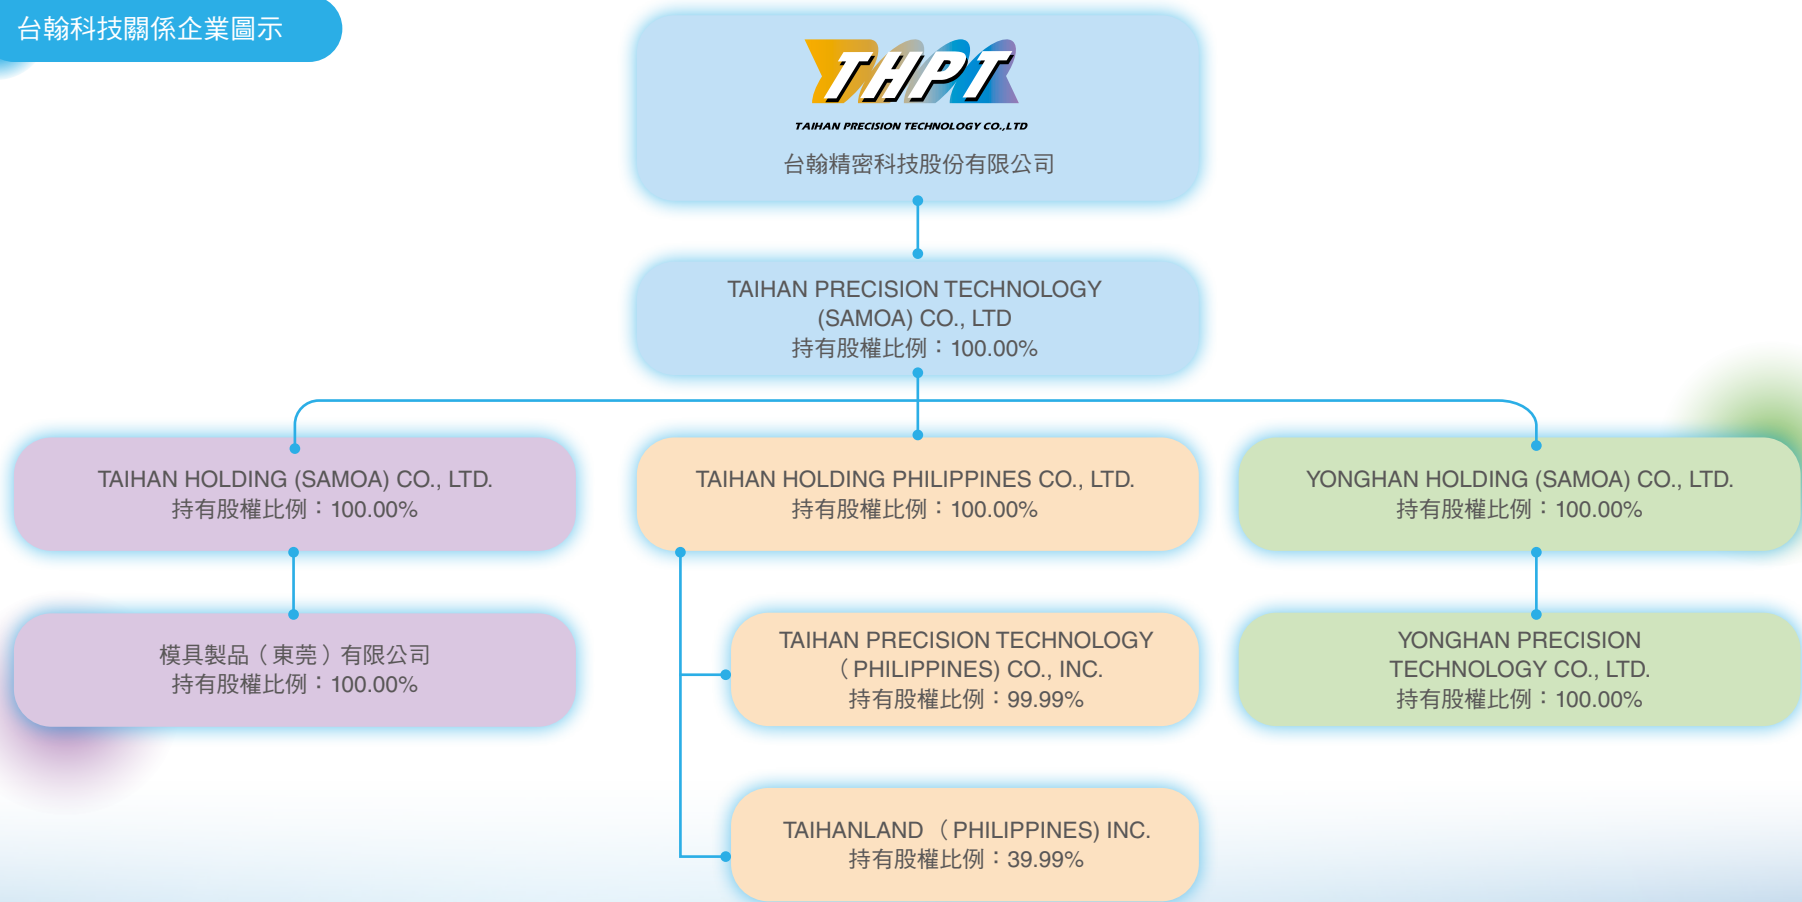 台翰科技關係企業圖示
THPT
TAIHAN PRECISION TECHNOLOGY CO.,LTD
台翰精密科技股份有限公司
TAIHAN PRECISION TECHNOLOGY
(SAMOA) CO., LTD
持有股權比例：100.00%
TAIHAN HOLDING (SAMOA) CO., LTD.
持有股權比例：100.00%
TAIHAN HOLDING PHILIPPINES CO., LTD.
持有股權比例：100.00%
YONGHAN HOLDING (SAMOA) CO., LTD.
持有股權比例：100.00%
模具製品（東莞）有限公司
持有股權比例：100.00%
TAIHAN PRECISION TECHNOLOGY
（PHILIPPINES) CO., INC.
持有股權比例：99.99%
YONGHAN PRECISION
TECHNOLOGY CO., LTD.
持有股權比例：100.00%
TAIHANLAND （PHILIPPINES) INC.
持有股權比例：39.99%